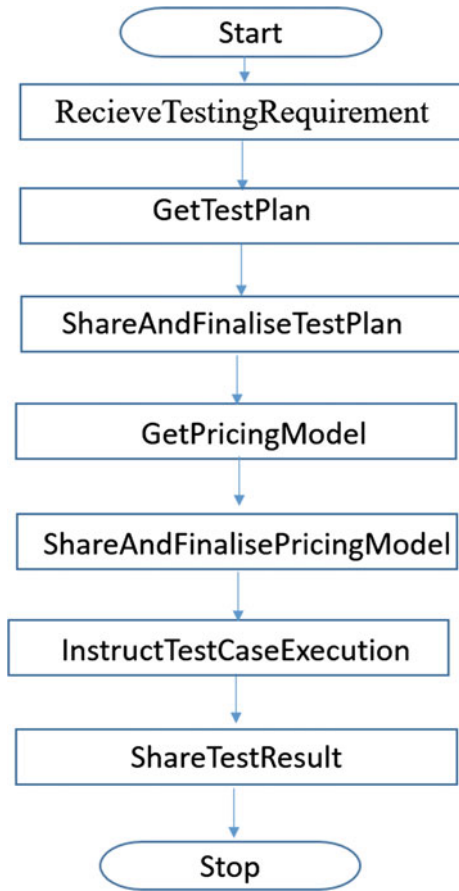 Start
RecieveTestingRequirement
GetTestPlan
ShareAndFinaliseTestPlan
GetPricingModel
ShareAndFinalisePricingModel
InstructTestCaseExecution
ShareTestResult
Stop